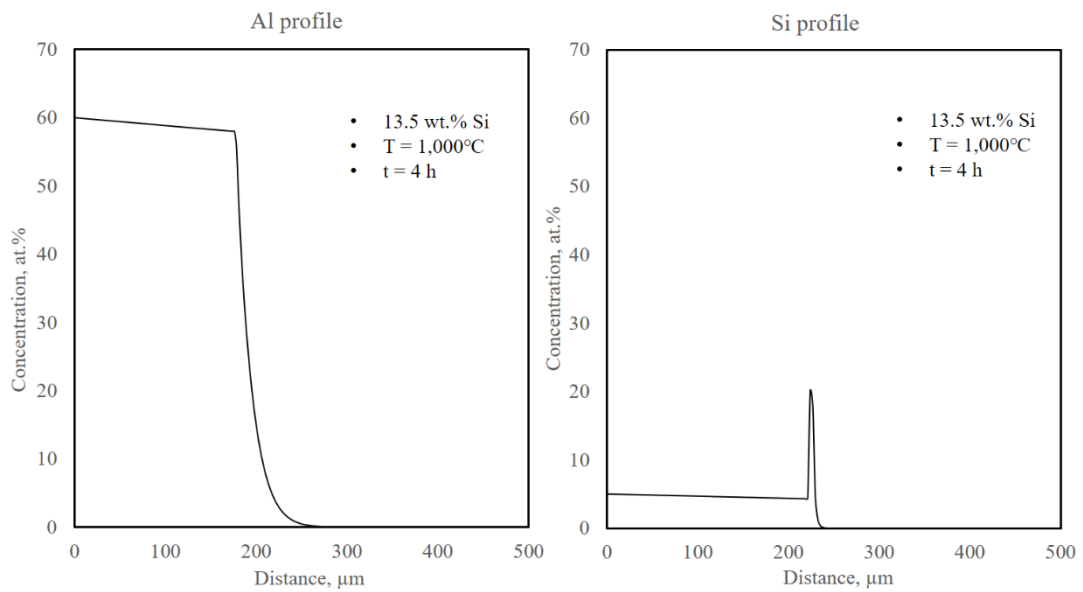 Al profile
70
60
50
40
30
20
10
0
Concentration, at.%
• 13.5 wt.% Si
• T = 1,000°C
• t = 4 h
0 100 200 300 400 500
Distance, µm
Si profile
70
60
50
40
30
20
10
0
Concentration, at.%
• 13.5 wt.% Si
• T = 1,000°C
• t = 4 h
0 100 200 300 400 500
Distance, µm